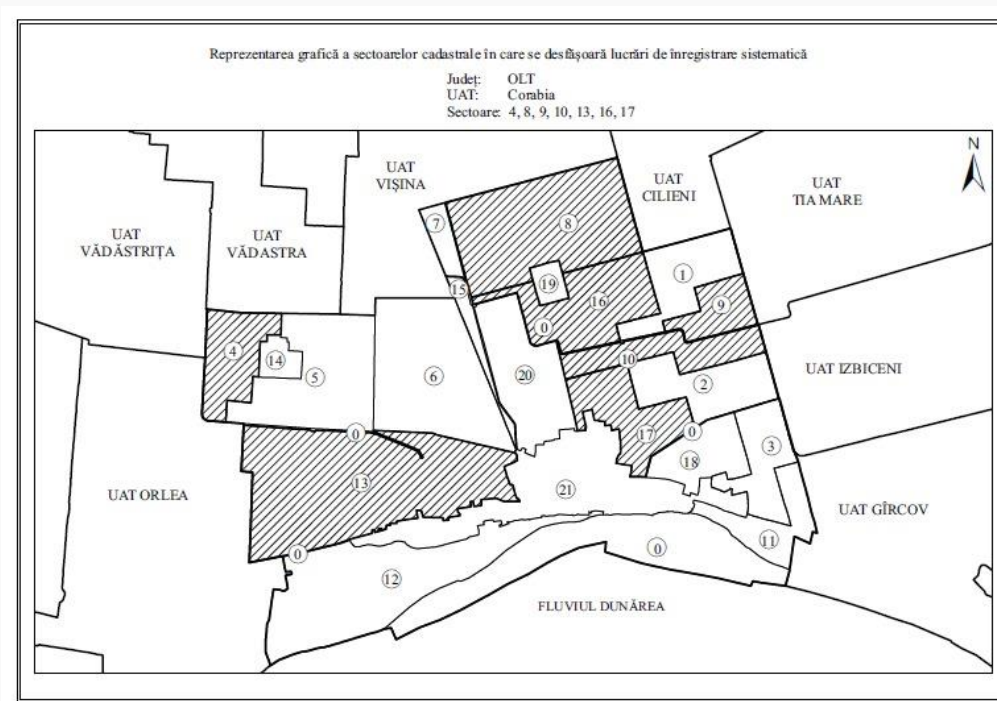 Reprezentarea grafică a sectoarelor cadastrale în care se desfășoară lucrări de înregistrare sistematică
Județ: OLT
UAT: Corabia
Sectoare: 4, 8, 9, 10, 13, 16, 17
N
UAT
VIȘINA
UAT
CILIENI
UAT
TIA MARE
UAT
VĂDĂSTRIȚA
UAT
VĂDASTRA
7
8
1
15
19
16
9
0
4
14
5
6
20
10
2
UAT IZBICENI
0
17
0
3
18
13
UAT ORLEA
21
UAT GÎRCOV
0
0
11
12
FLUVIUL DUNĂREA